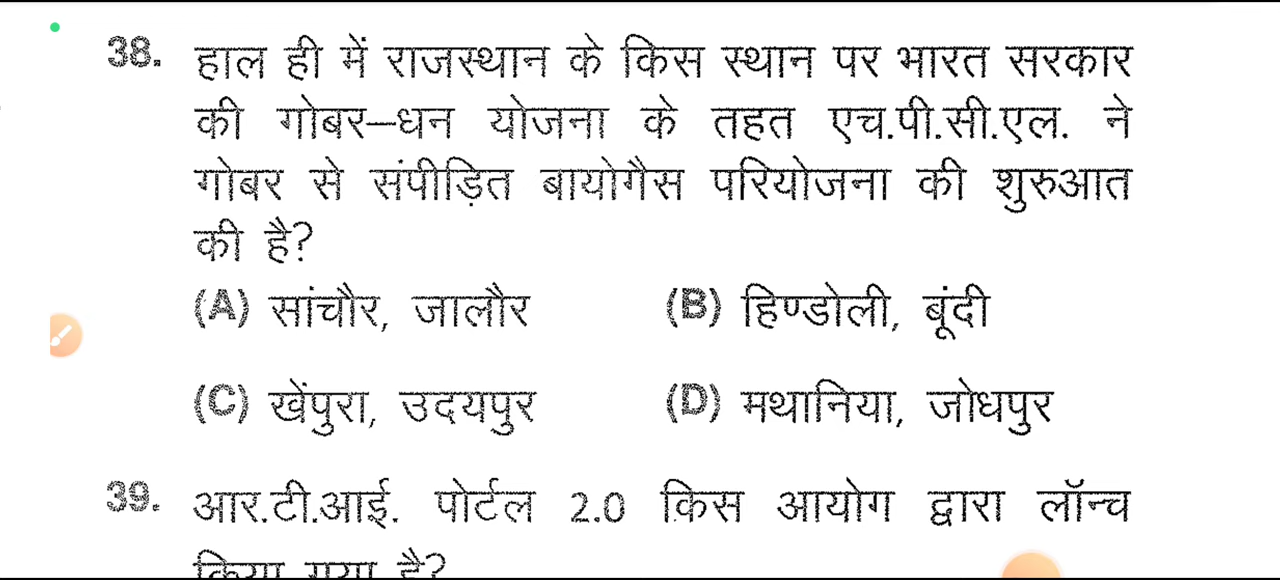 38. हाल ही में राजस्थान के किस स्थान पर भारत सरकार
की गोबर–धन योजना के तहत एच.पी.सी.एल. ने
गोबर से संपीड़ित बायोगैस परियोजना की शुरुआत
की है?
(A) सांचौर, जालौर (B) हिण्डोली, बूंदी
(C) खेंपुरा, उदयपुर (D) मथानिया, जोधपुर
39. आर.टी.आई. पोर्टल 2.0 किस आयोग द्वारा लॉन्च
किया गया है?